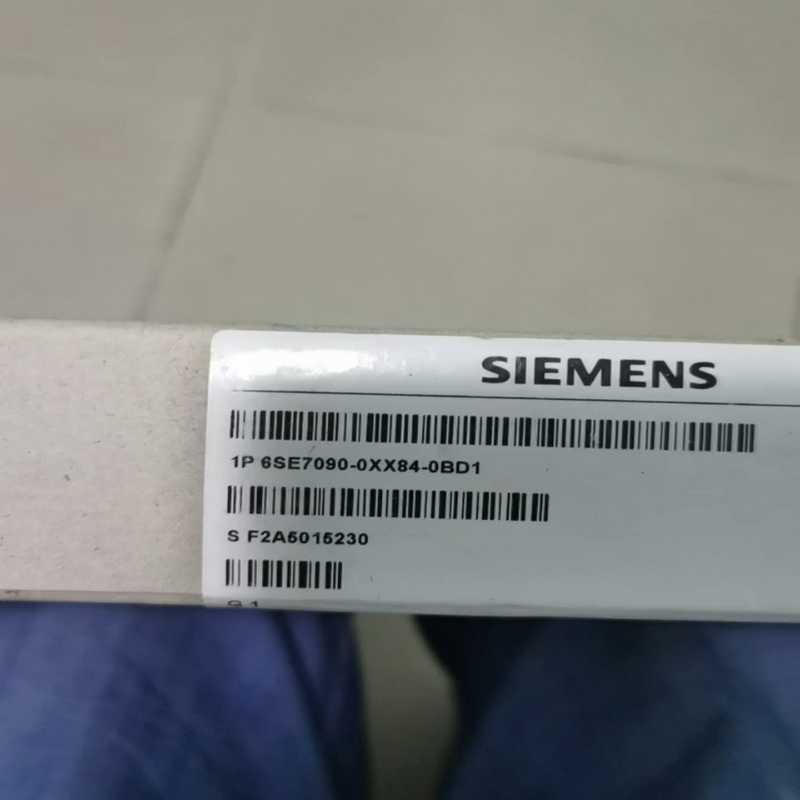 SIEMENS
1P 6SE7090-0XX84-0BD1
S F2A5015230